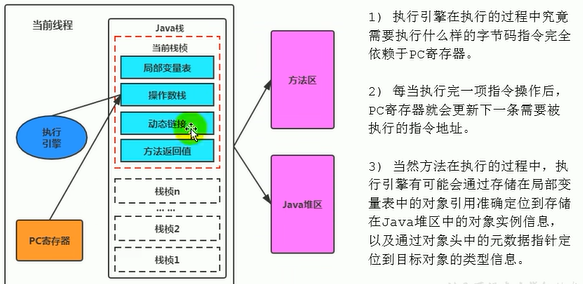 当前线程
Java栈
当前栈帧
局部变量表
操作数栈
动态链接
方法返回值
栈桢n
... ...
栈桢2
栈桢1
执行
引擎
PC寄存器
方法区
Java堆区
1) 执行引擎在执行的过程中究竟
需要执行什么样的字节码指令完全
依赖于PC寄存器。
2) 每当执行完一项指令操作后，
PC寄存器就会更新下一条需要被
执行的指令地址。
3) 当然方法在执行的过程中，执
行引擎有可能会通过存储在局部变
量表中的对象引用准确定位到存储
在Java堆区中的对象实例信息，
以及通过对象头中的元数据指针定
位到目标对象的类型信息。